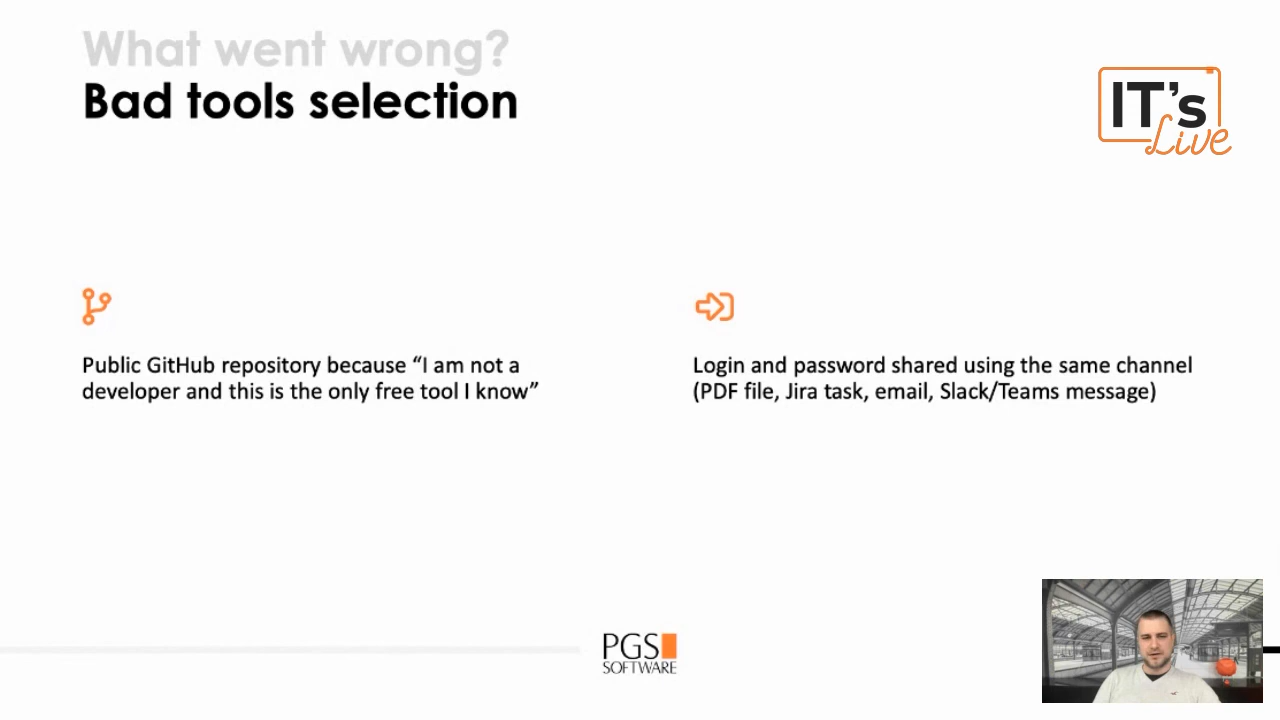 What went wrong?
Bad tools selection
IT's
Live
Public GitHub repository because “I am not a
developer and this is the only free tool I know”
Login and password shared using the same channel
(PDF file, Jira task, email, Slack/Teams message)
PGS
SOFTWARE